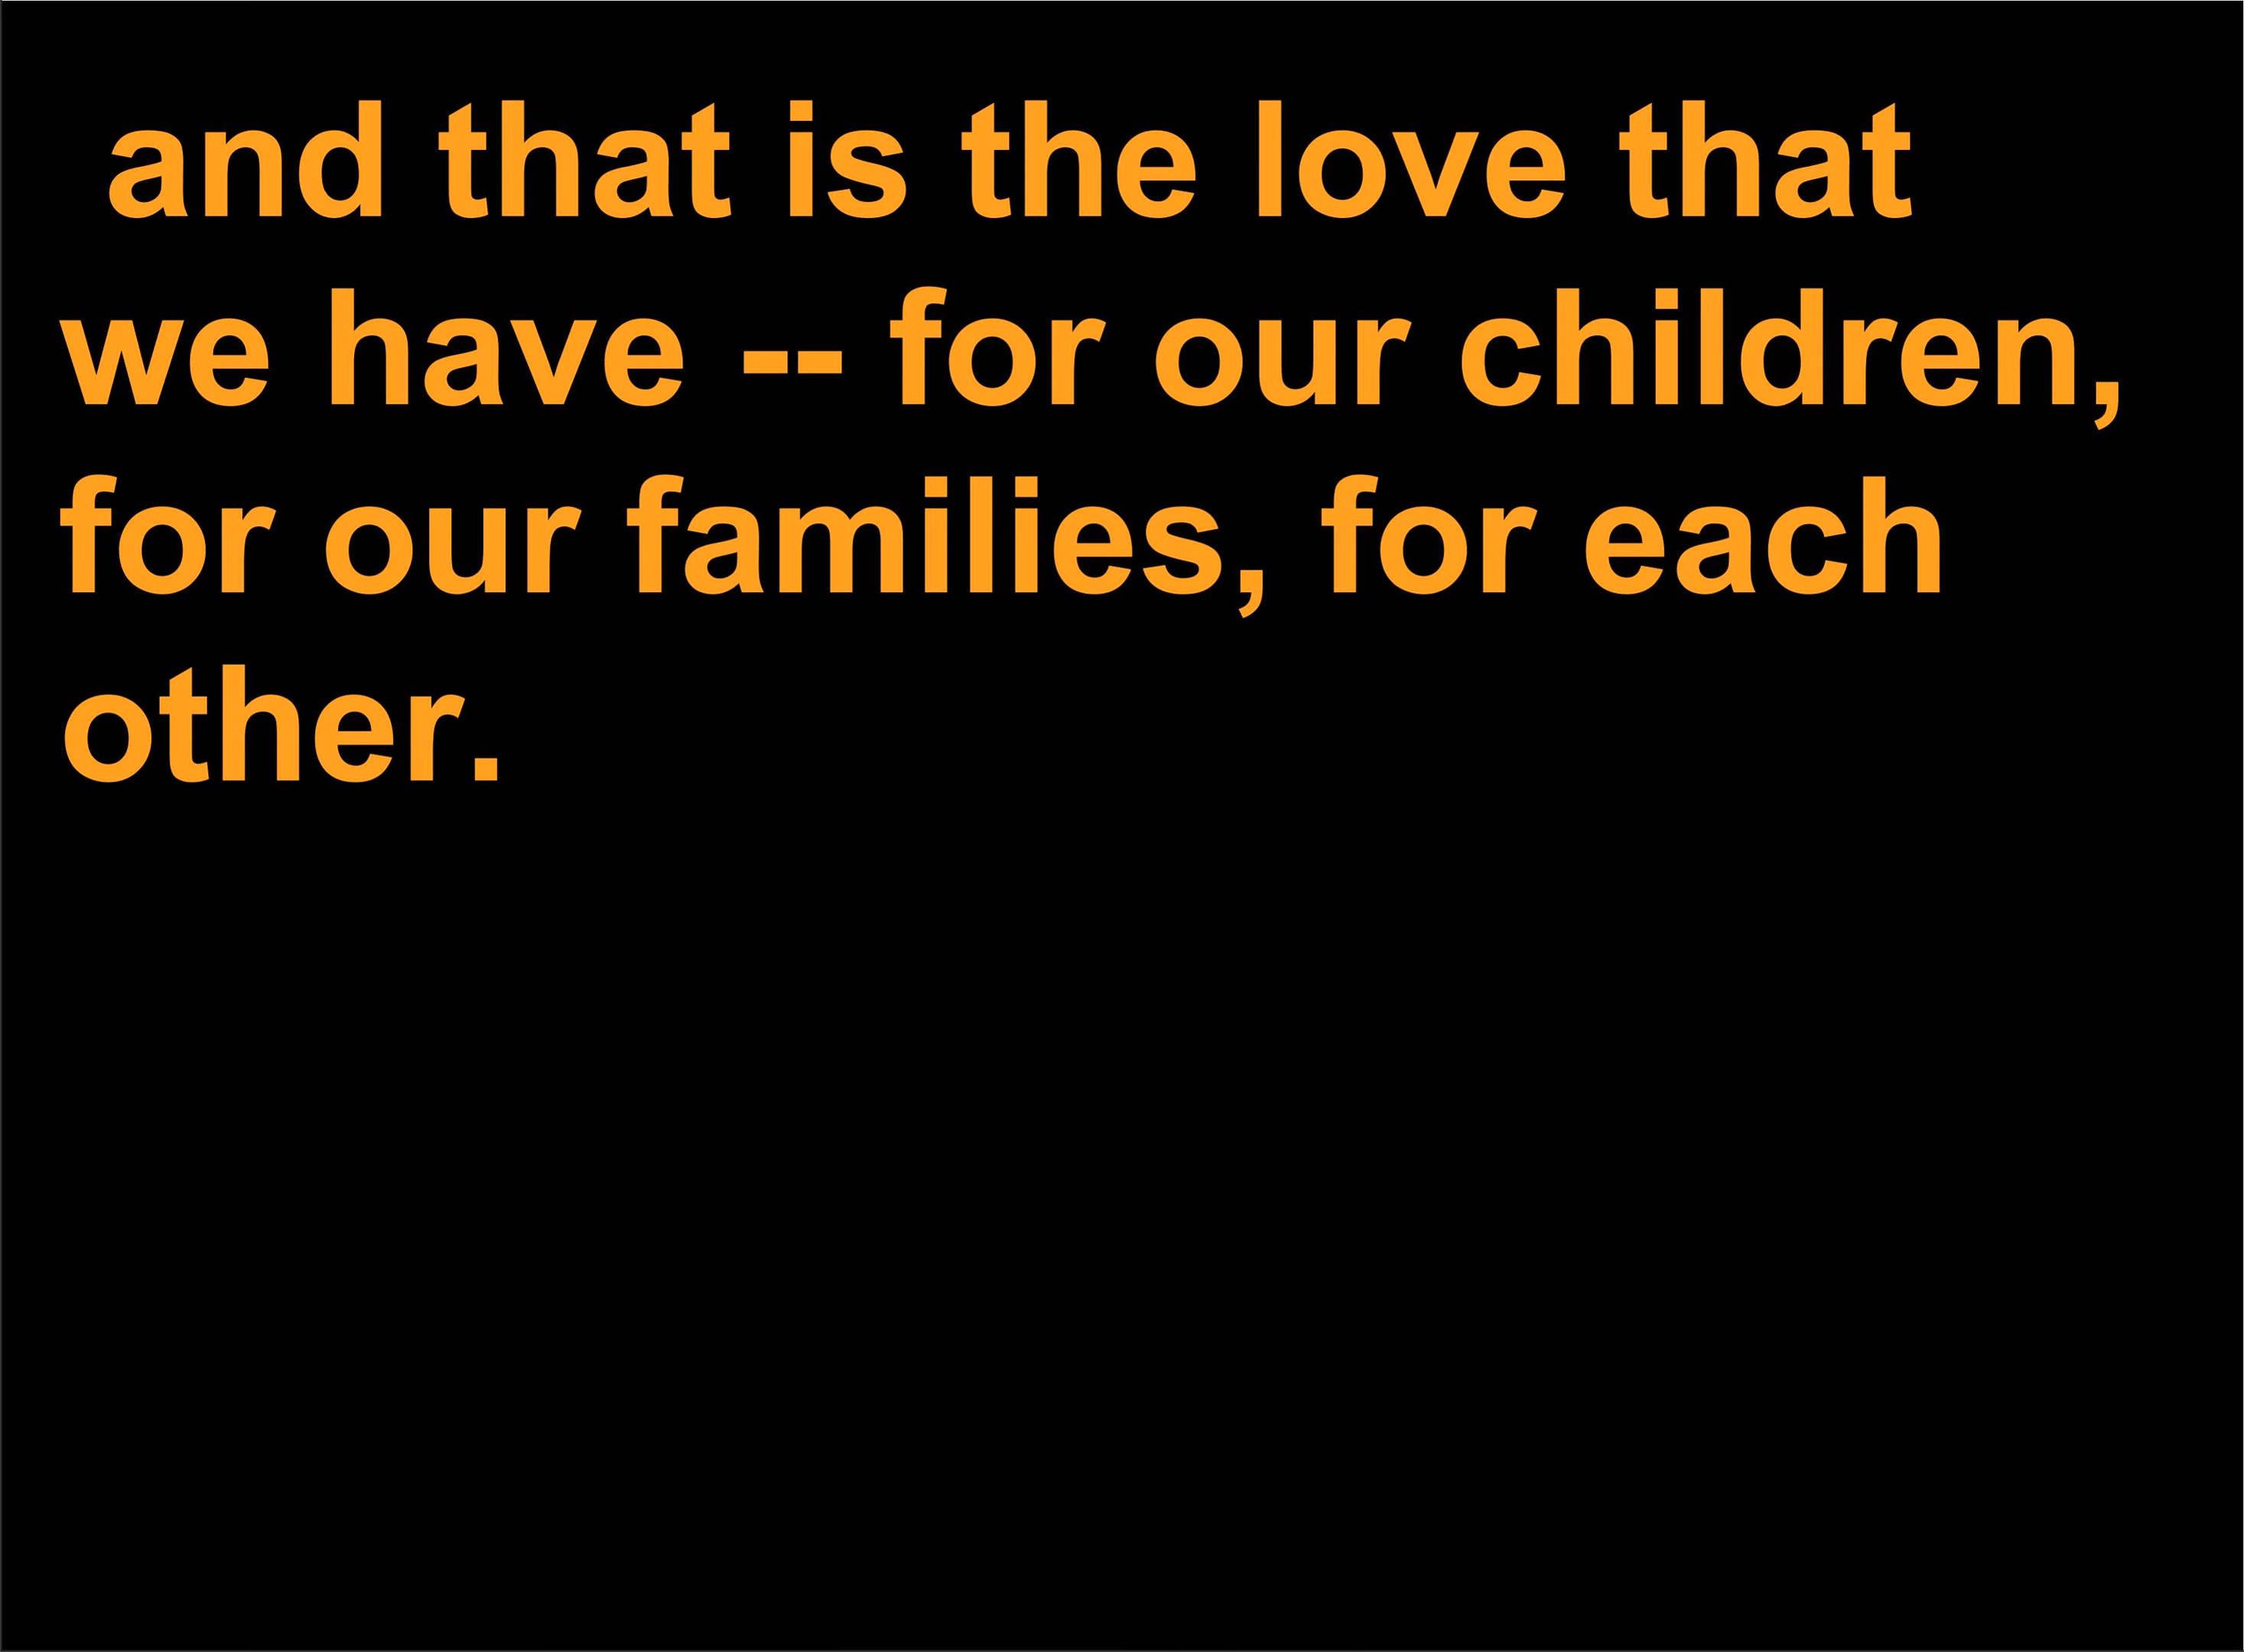 and that is the love that
we have -- for our children,
for our families, for each
other.